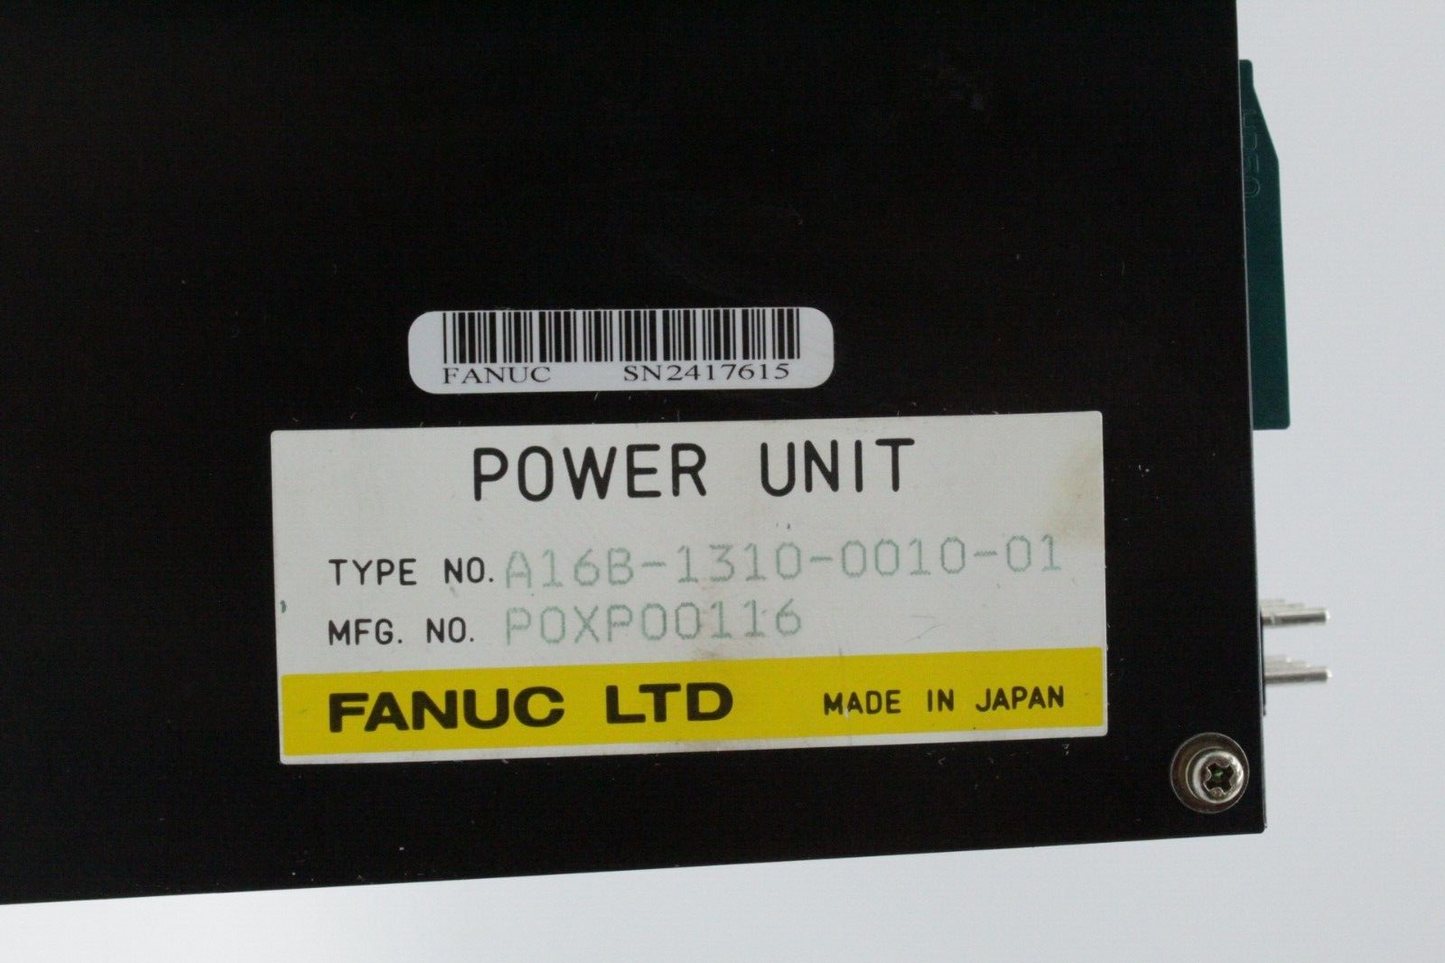 FANUC SN2417615
POWER UNIT
TYPE NO. A16B-1310-0010-01
MFG. NO. P0XP00116
FANUC LTD MADE IN JAPAN